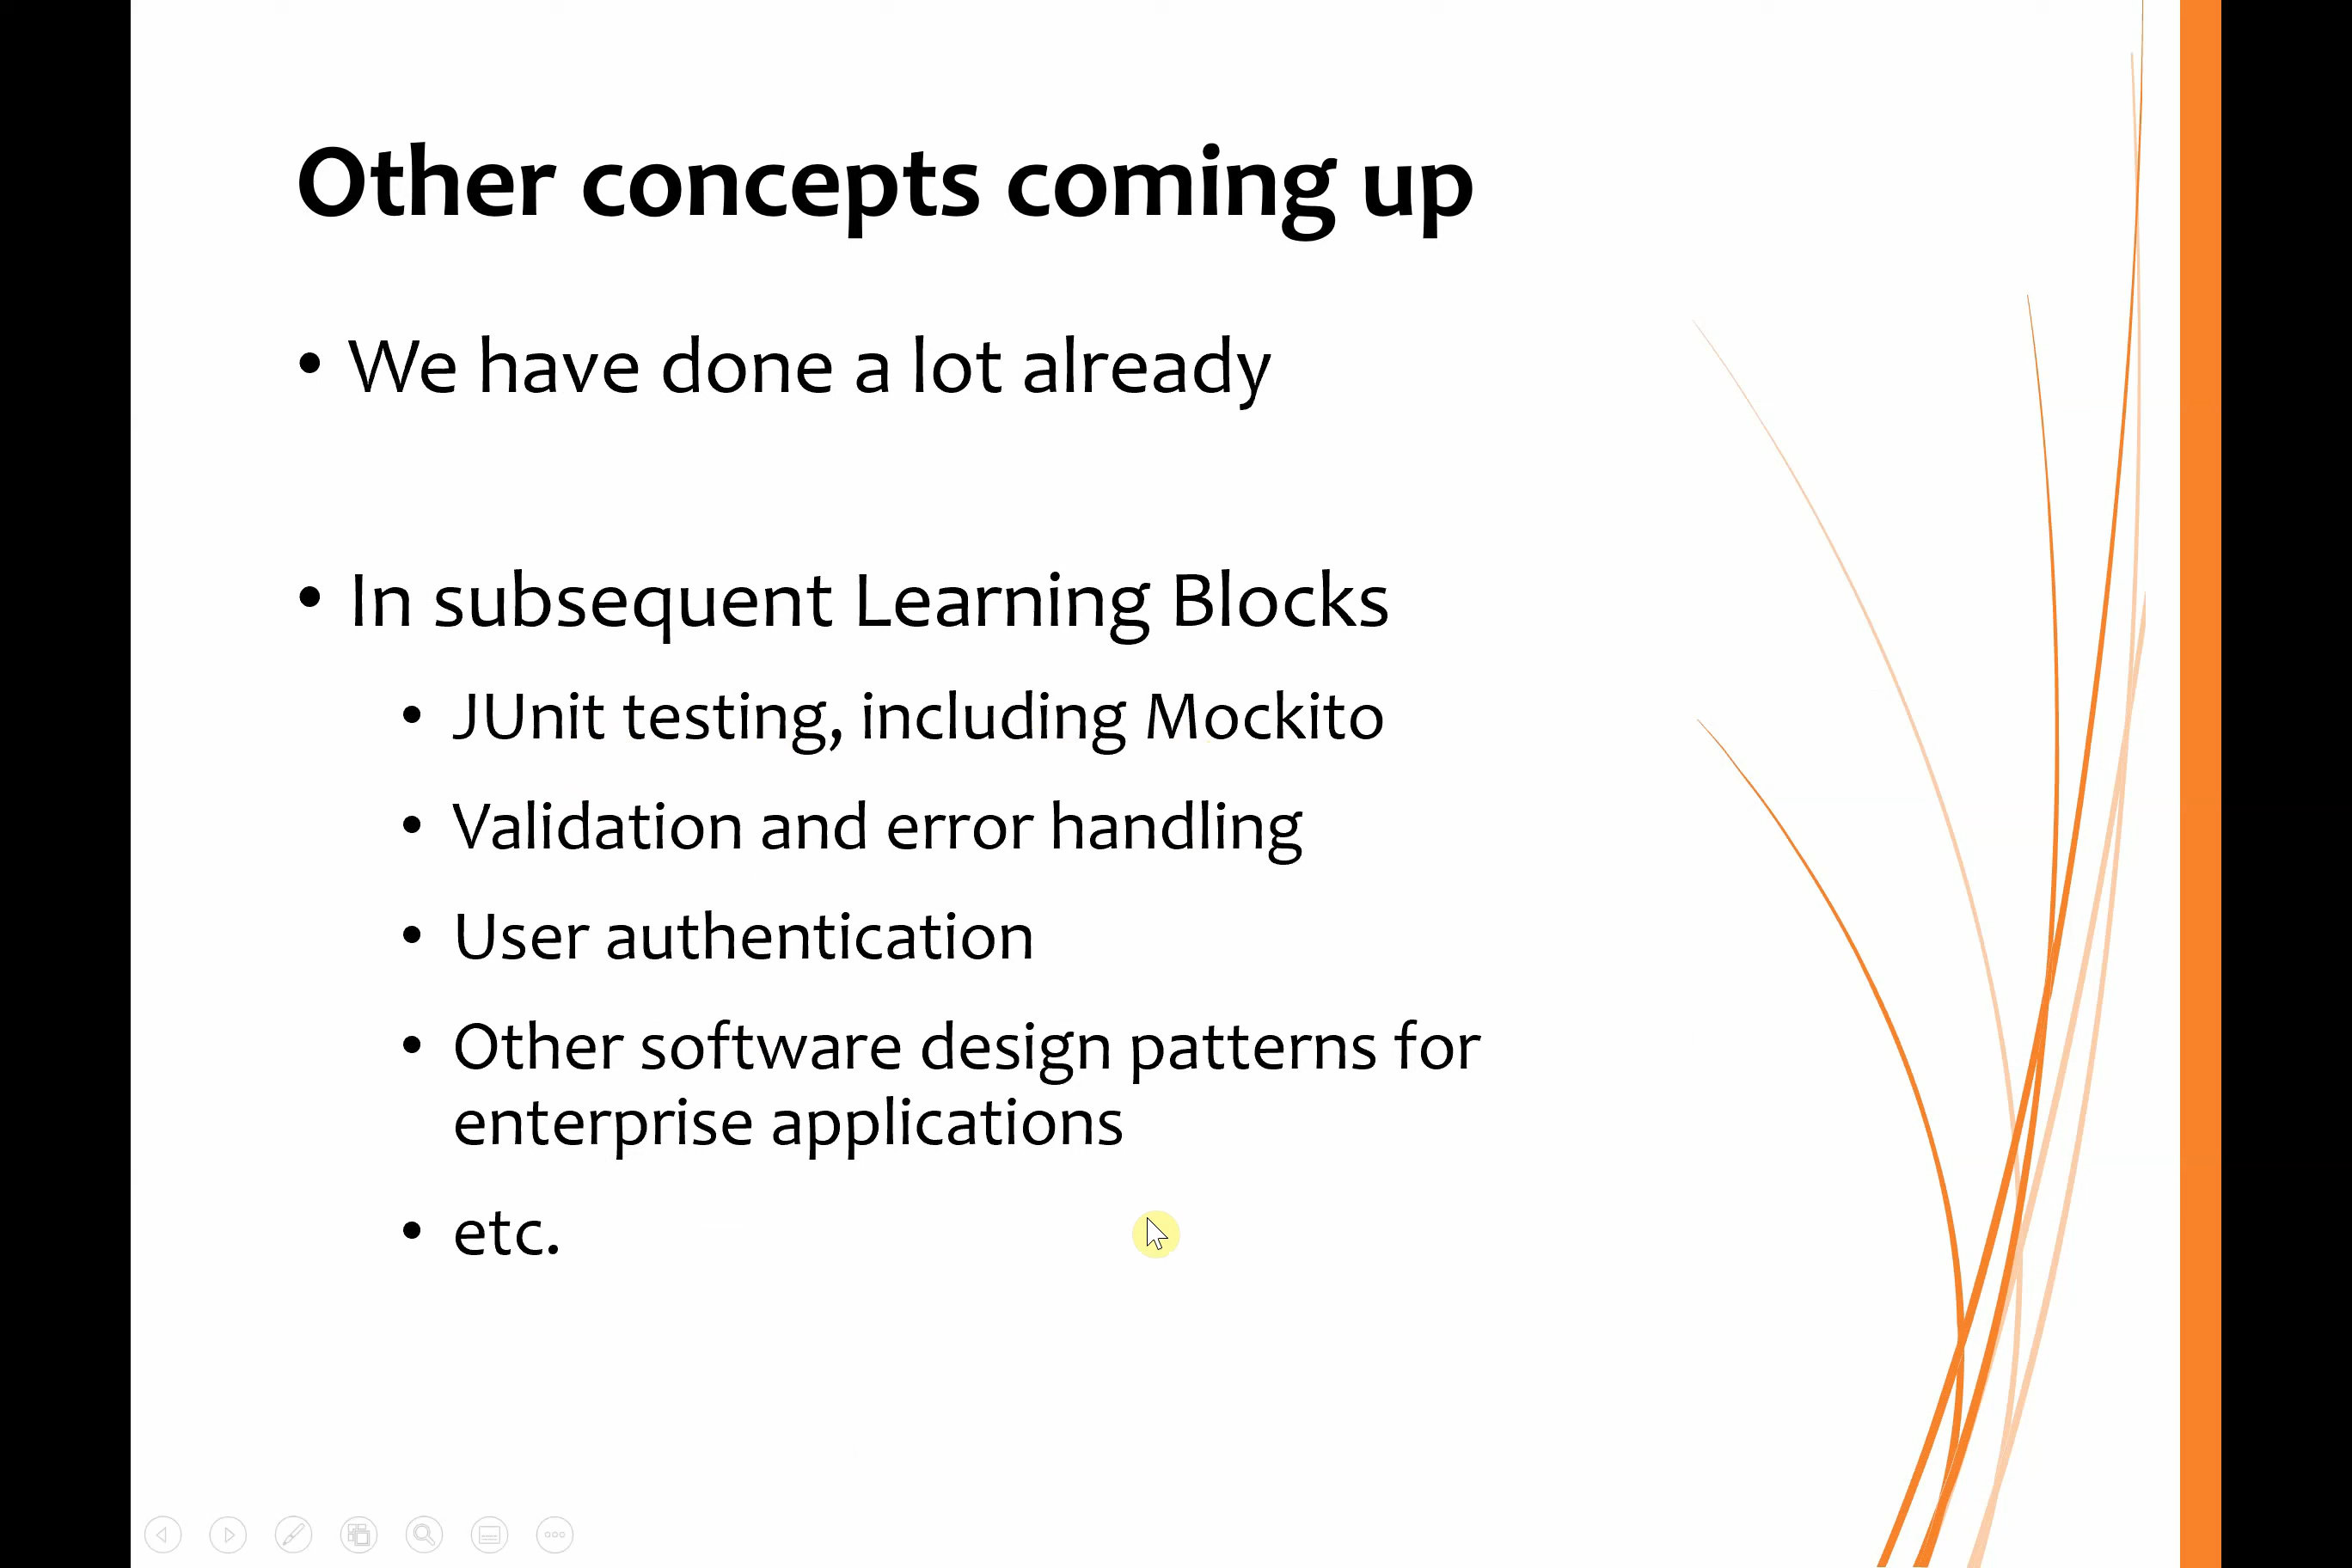 Other concepts coming up
• We have done a lot already
• In subsequent Learning Blocks
• JUnit testing, including Mockito
• Validation and error handling
• User authentication
• Other software design patterns for
enterprise applications
• etc.